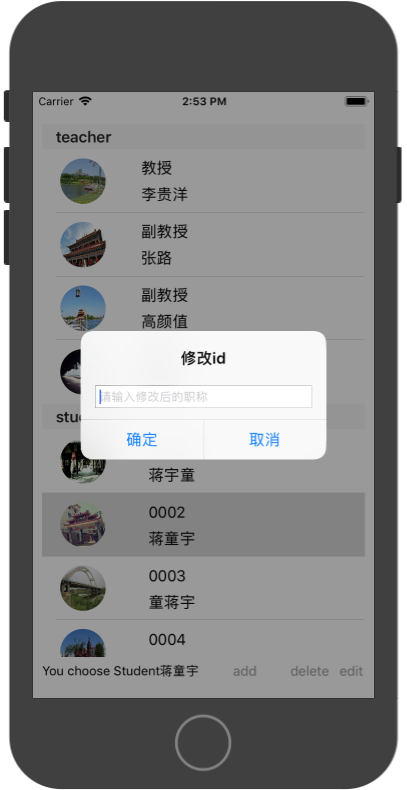 Carrier
2:53 PM
teacher
教授
李贵洋
副教授
张路
副教授
高颜值
修改id
请输入修改后的职称
确定
取消
stu
蒋宇童
0002
蒋童宇
0003
童蒋宇
0004
You choose Student蒋童宇
add
delete
edit